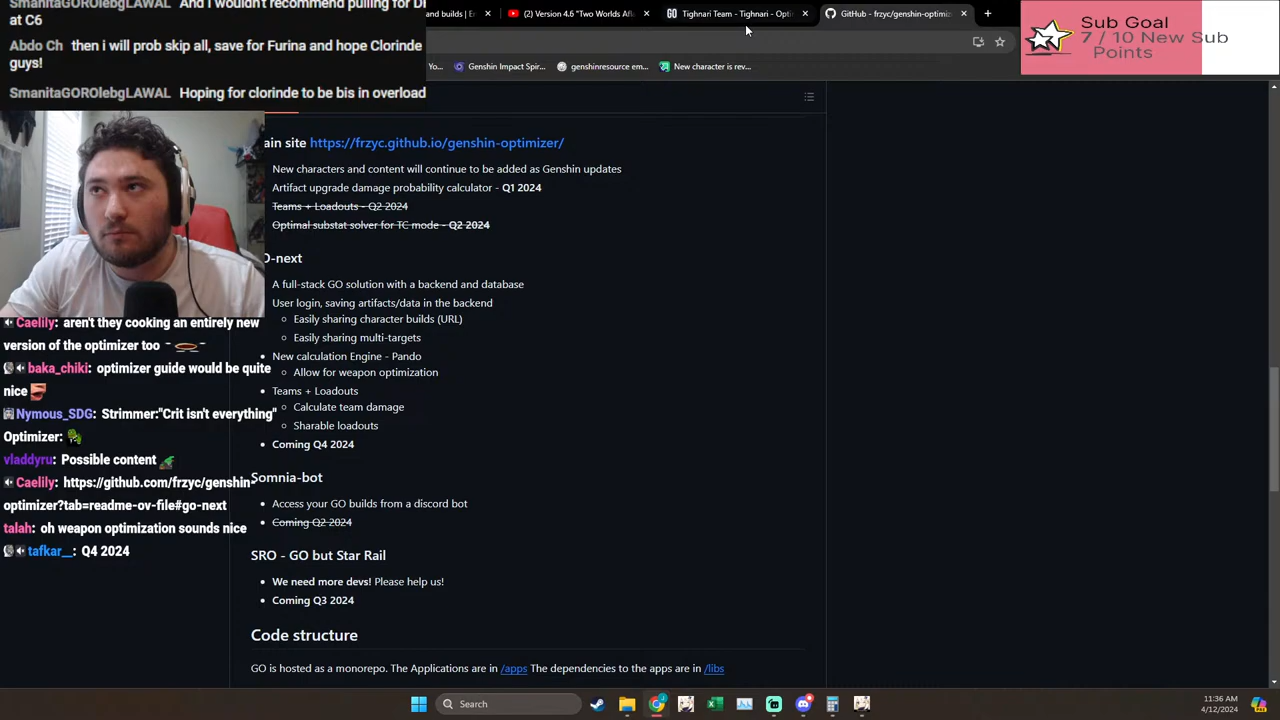 SmanitaGOROlebgLAWAL And I wouldn't recommend pulling for
at C6
Abdo Ch then i will prob skip all, save for Furina and hope Clorinde
guys!
SmanitaGOROlebgLAWAL Hoping for clorinde to be bis in overload
and builds | E
(2) Version 4.6 "Two Worlds Afla
Tighnari Team - Tighnari - Opti
GitHub - frzyc/genshin-optimiz
Sub Goal
7 / 10 New Sub
Points
Yo...
Genshin Impact Spir...
genshinresource em...
New character is rev...
ain site https://frzyc.github.io/genshin-optimizer/
New characters and content will continue to be added as Genshin updates
Artifact upgrade damage probability calculator - Q1 2024
Teams + Loadouts - Q2 2024
Optimal substat solver for TC mode - Q2 2024
O-next
A full-stack GO solution with a backend and database
User login, saving artifacts/data in the backend
Easily sharing character builds (URL)
Easily sharing multi-targets
New calculation Engine - Pando
Allow for weapon optimization
Teams + Loadouts
Calculate team damage
Sharable loadouts
Coming Q4 2024
Somnia-bot
Access your GO builds from a discord bot
Coming Q2 2024
SRO - GO but Star Rail
We need more devs! Please help us!
Coming Q3 2024
Code structure
GO is hosted as a monorepo. The Applications are in /apps The dependencies to the apps are in /libs
Caelily: aren't they cooking an entirely new
version of the optimizer too
baka_chiki: optimizer guide would be quite
nice
Nymous_SDG: Strimmer:"Crit isn't everything"
Optimizer:
vladdyru: Possible content
Caelily: https://github.com/frzyc/genshin-
optimizer?tab=readme-ov-file#go-next
talah: oh weapon optimization sounds nice
tafkar__: Q4 2024
Search
11:36 AM
4/12/2024